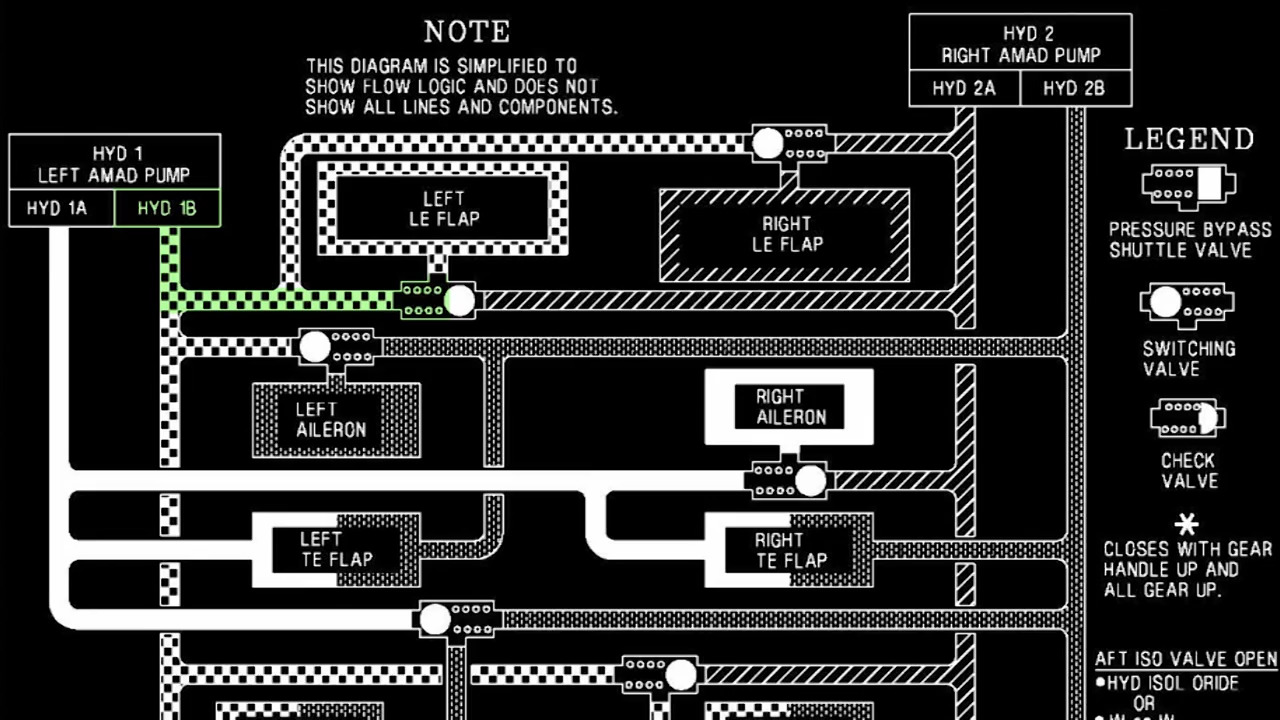 NOTE
THIS DIAGRAM IS SIMPLIFIED TO
SHOW FLOW LOGIC AND DOES NOT
SHOW ALL LINES AND COMPONENTS.
HYD 2
RIGHT AMAD PUMP
HYD 2A
HYD 2B
HYD 1
LEFT AMAD PUMP
HYD 1A
HYD 1B
LEFT
LE FLAP
RIGHT
LE FLAP
LEFT
AILERON
RIGHT
AILERON
LEFT
TE FLAP
RIGHT
TE FLAP
LEGEND
PRESSURE BYPASS
SHUTTLE VALVE
SWITCHING
VALVE
CHECK
VALVE
*
CLOSES WITH GEAR
HANDLE UP AND
ALL GEAR UP.
AFT ISO VALVE OPEN
•HYD ISOL ORIDE
OR